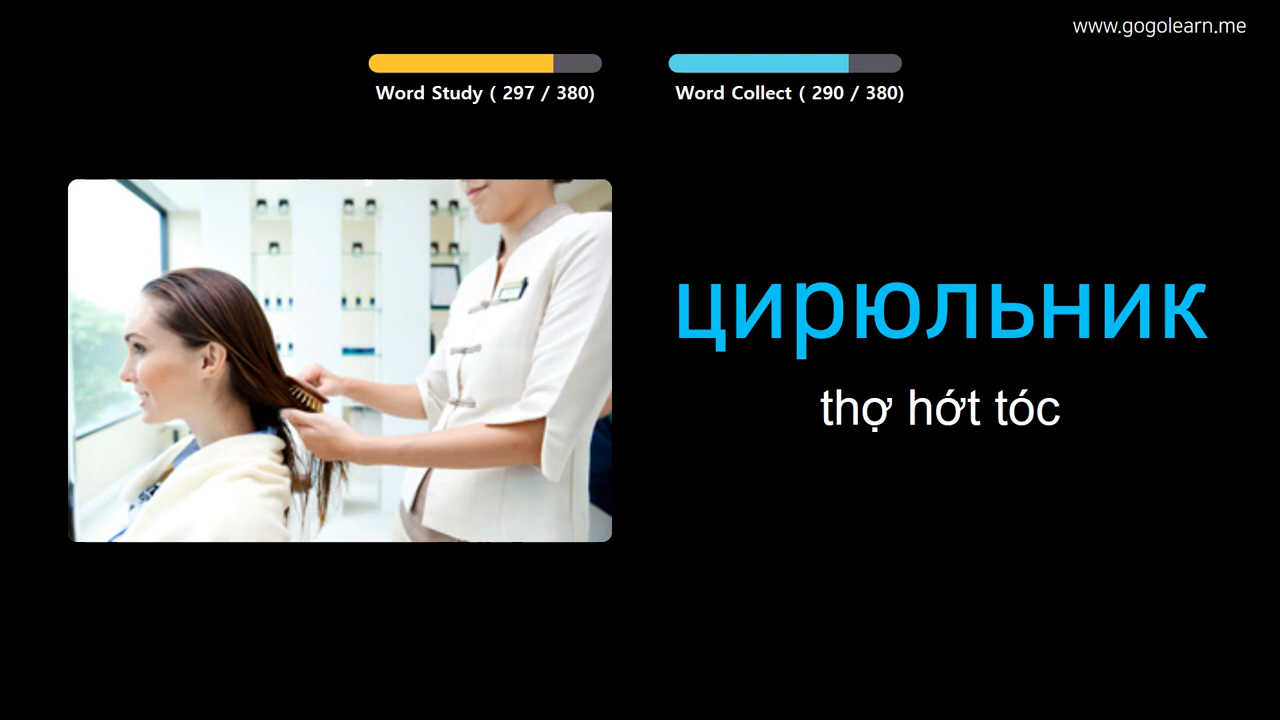 www.gogolearn.me
Word Study ( 297 / 380)
Word Collect ( 290 / 380)
цирюльник
thợ hớt tóc